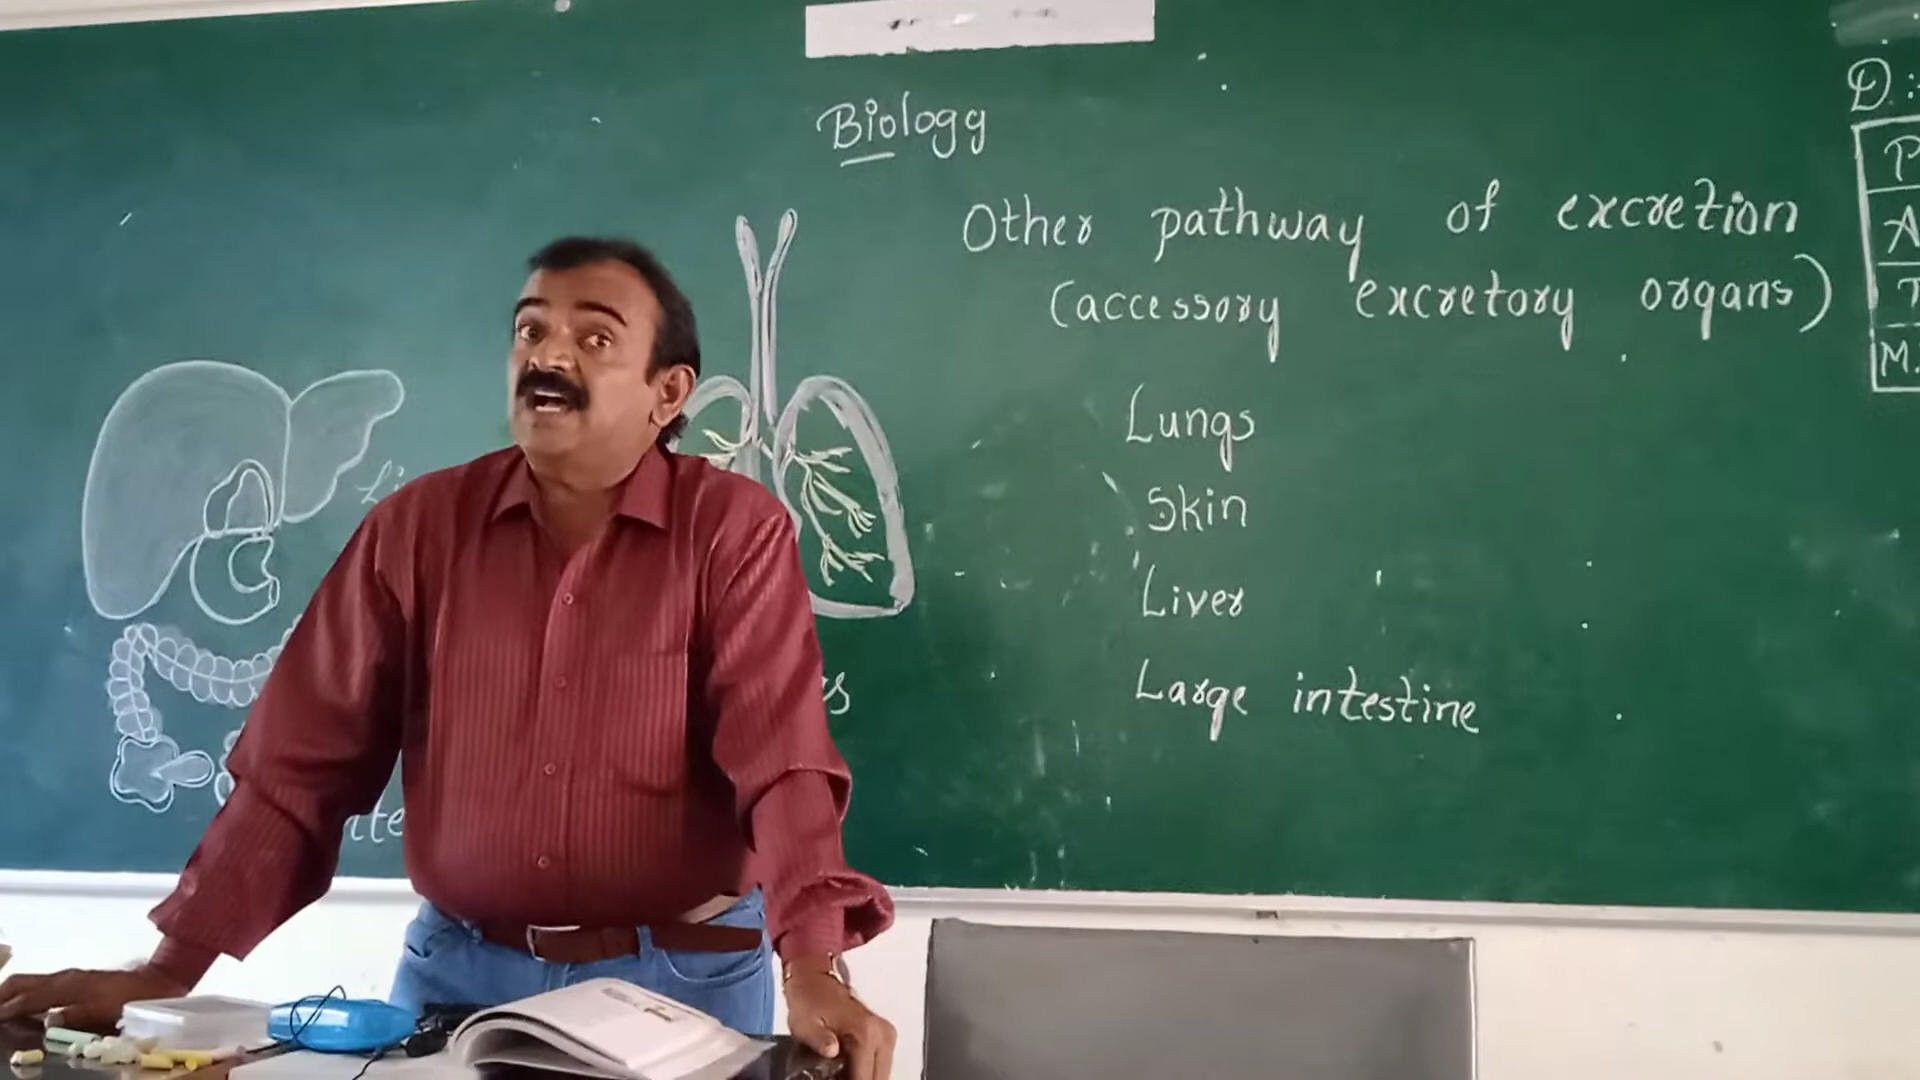 Biology
Other pathway of excretion
(accessory excretory organs)
Lungs
Skin
Liver
Large intestine
D:
P
A
T
M.